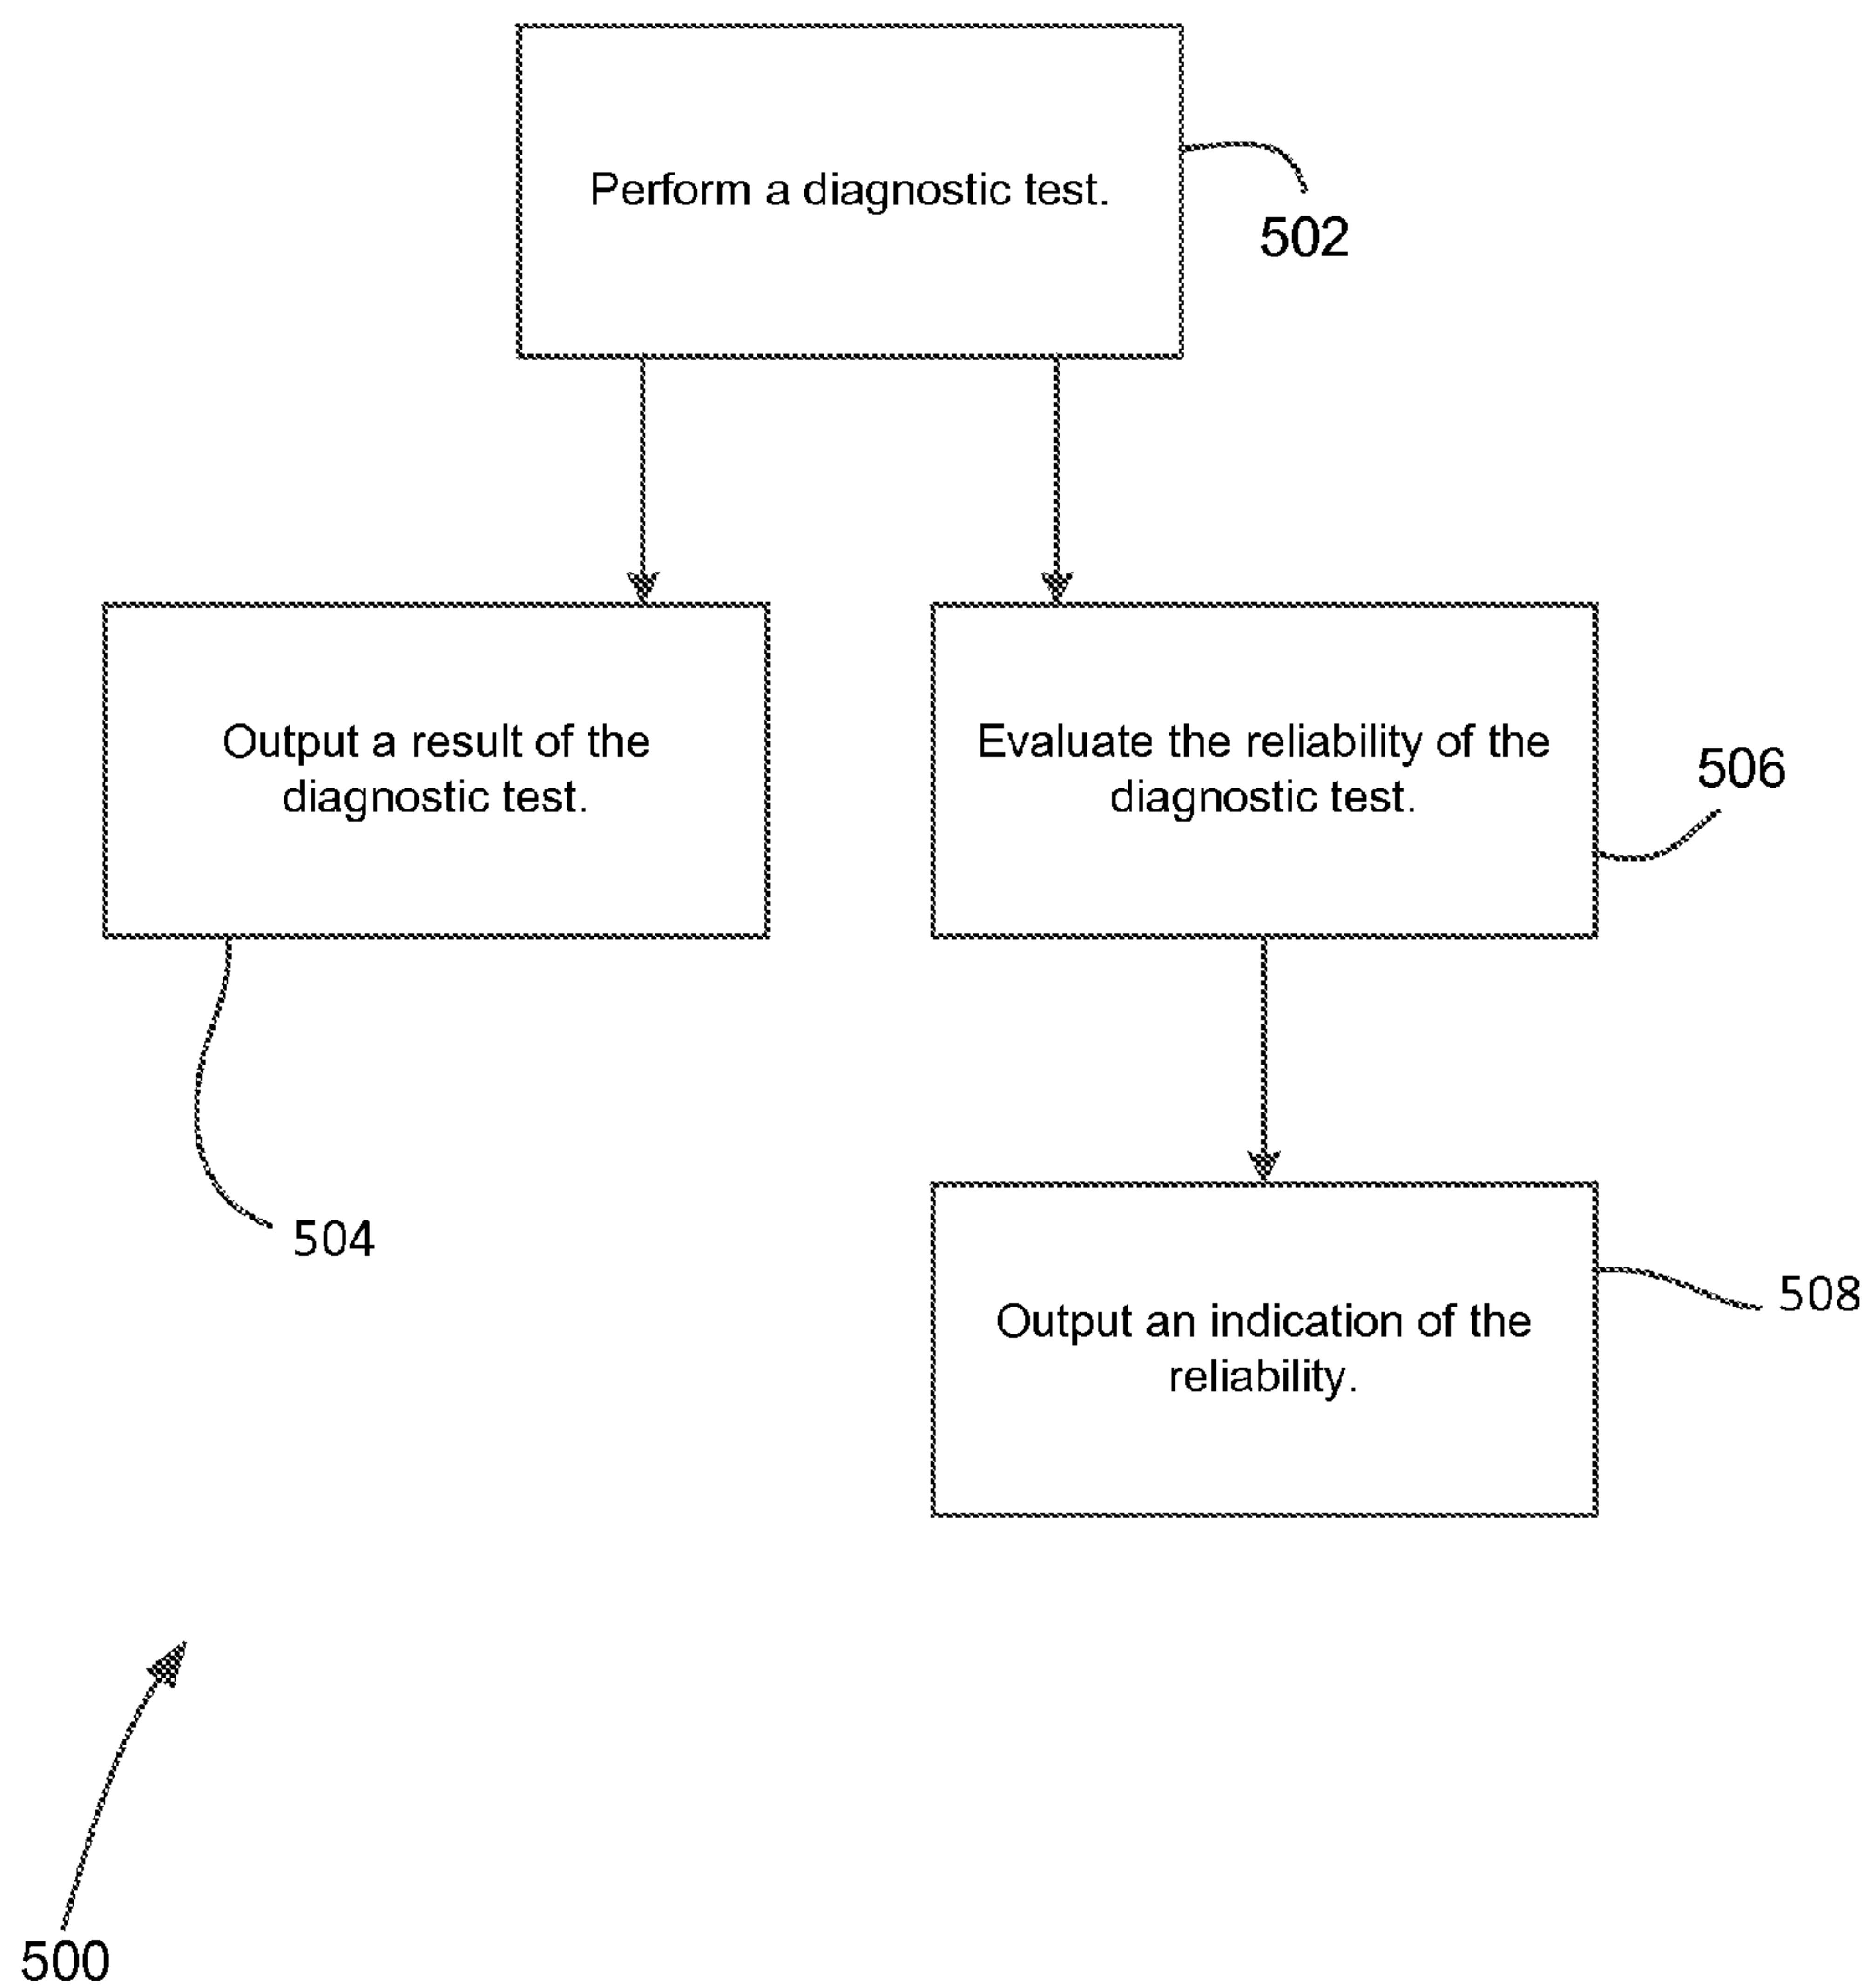 Perform a diagnostic test.
502
Output a result of the
diagnostic test.
Evaluate the reliability of the
diagnostic test.
506
504
Output an indication of the
reliability.
508
500